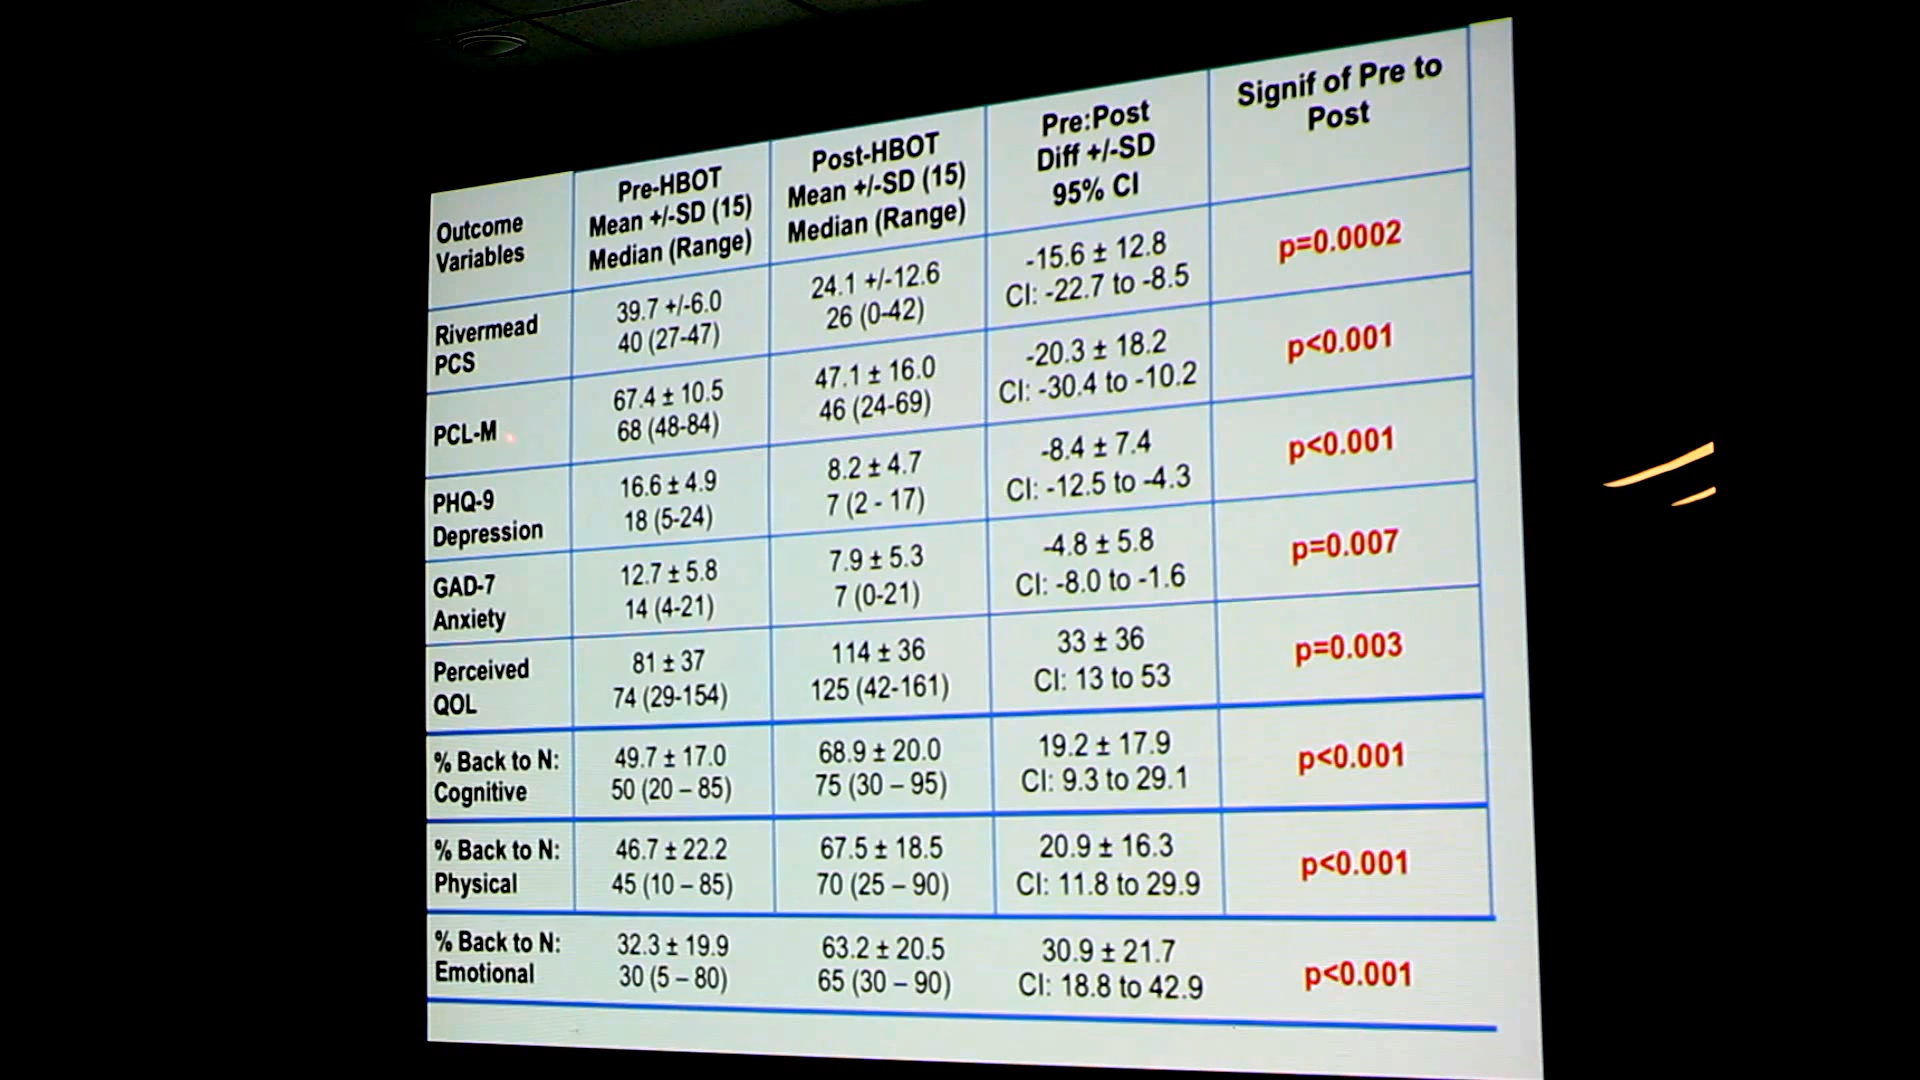 Outcome
Variables
Pre-HBOT
Mean +/-SD (15)
Median (Range)
Post-HBOT
Mean +/-SD (15)
Median (Range)
Pre:Post
Diff +/-SD
95% CI
Signif of Pre to
Post
Rivermead
PCS
39.7 +/-6.0
40 (27-47)
24.1 +/-12.6
26 (0-42)
-15.6 ± 12.8
CI: -22.7 to -8.5
p=0.0002
PCL-M
67.4 ± 10.5
68 (48-84)
47.1 ± 16.0
46 (24-69)
-20.3 ± 18.2
CI: -30.4 to -10.2
p<0.001
PHQ-9
Depression
16.6 ± 4.9
18 (5-24)
8.2 ± 4.7
7 (2 - 17)
-8.4 ± 7.4
CI: -12.5 to -4.3
p<0.001
GAD-7
Anxiety
12.7 ± 5.8
14 (4-21)
7.9 ± 5.3
7 (0-21)
-4.8 ± 5.8
CI: -8.0 to -1.6
p=0.007
Perceived
QOL
81 ± 37
74 (29-154)
114 ± 36
125 (42-161)
33 ± 36
CI: 13 to 53
p=0.003
% Back to N:
Cognitive
49.7 ± 17.0
50 (20 – 85)
68.9 ± 20.0
75 (30 – 95)
19.2 ± 17.9
CI: 9.3 to 29.1
p<0.001
% Back to N:
Physical
46.7 ± 22.2
45 (10 – 85)
67.5 ± 18.5
70 (25 – 90)
20.9 ± 16.3
CI: 11.8 to 29.9
p<0.001
% Back to N:
Emotional
32.3 ± 19.9
30 (5 – 80)
63.2 ± 20.5
65 (30 – 90)
30.9 ± 21.7
CI: 18.8 to 42.9
p<0.001